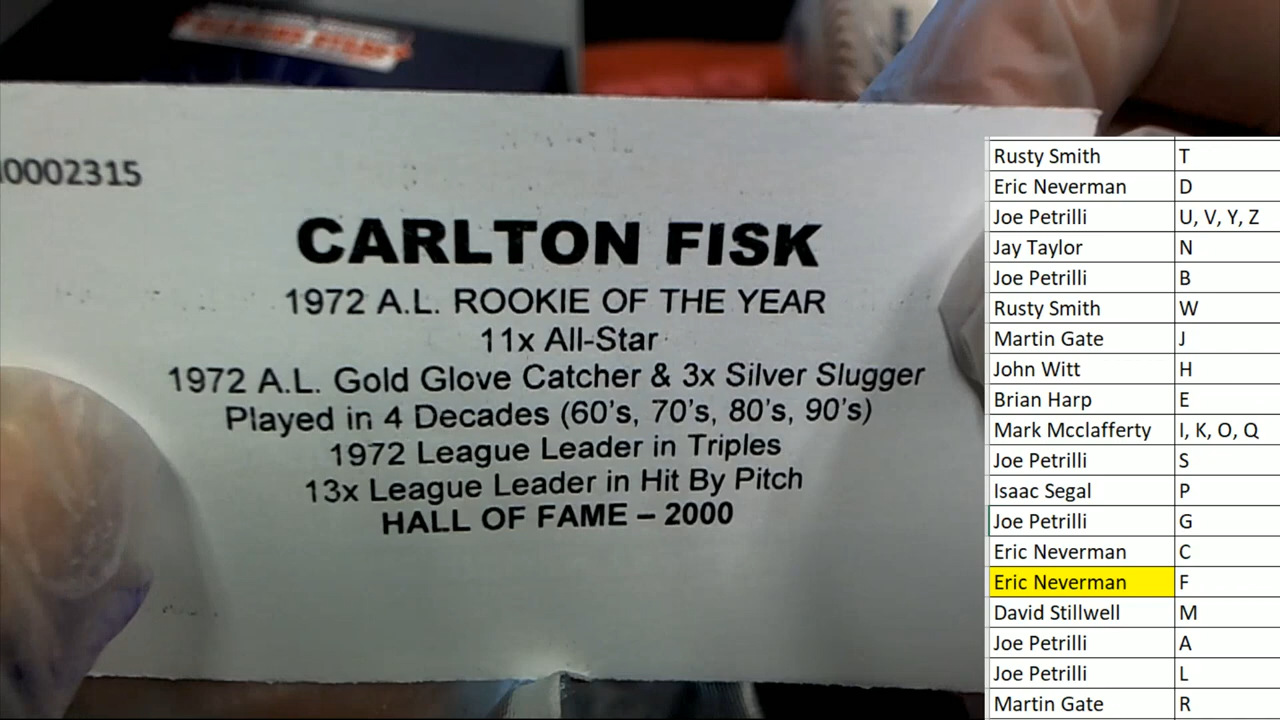 0002315
CARLTON FISK
1972 A.L. ROOKIE OF THE YEAR
11x All-Star
1972 A.L. Gold Glove Catcher & 3x Silver Slugger
Played in 4 Decades (60's, 70's, 80's, 90's)
1972 League Leader in Triples
13x League Leader in Hit By Pitch
HALL OF FAME – 2000
Rusty Smith T
Eric Neverman D
Joe Petrilli U, V, Y, Z
Jay Taylor N
Joe Petrilli B
Rusty Smith W
Martin Gate J
John Witt H
Brian Harp E
Mark Mcclafferty I, K, O, Q
Joe Petrilli S
Isaac Segal P
Joe Petrilli G
Eric Neverman C
Eric Neverman F
David Stillwell M
Joe Petrilli A
Joe Petrilli L
Martin Gate R